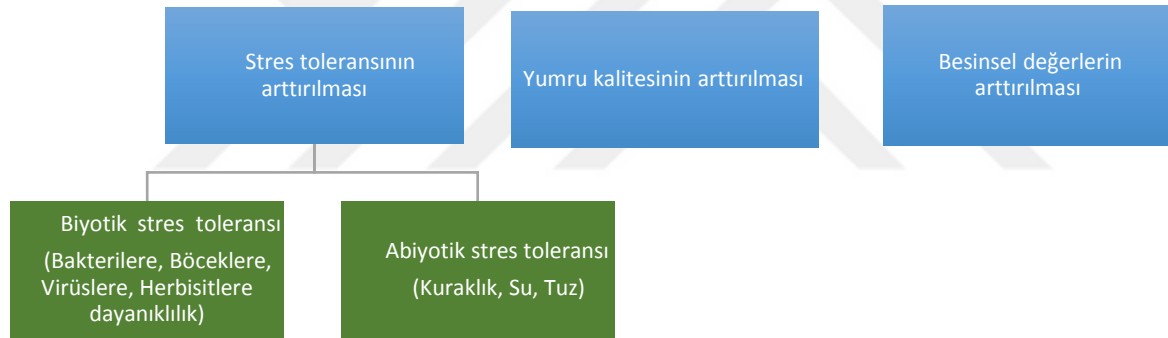 Stres toleransının
arttırılması
Yumru kalitesinin arttırılması
Besinsel değerlerin
arttırılması
Biyotik stres toleransı
(Bakterilere, Böceklere,
Virüslere, Herbisitlere
dayanıklılık)
Abiyotik stres toleransı
(Kuraklık, Su, Tuz)